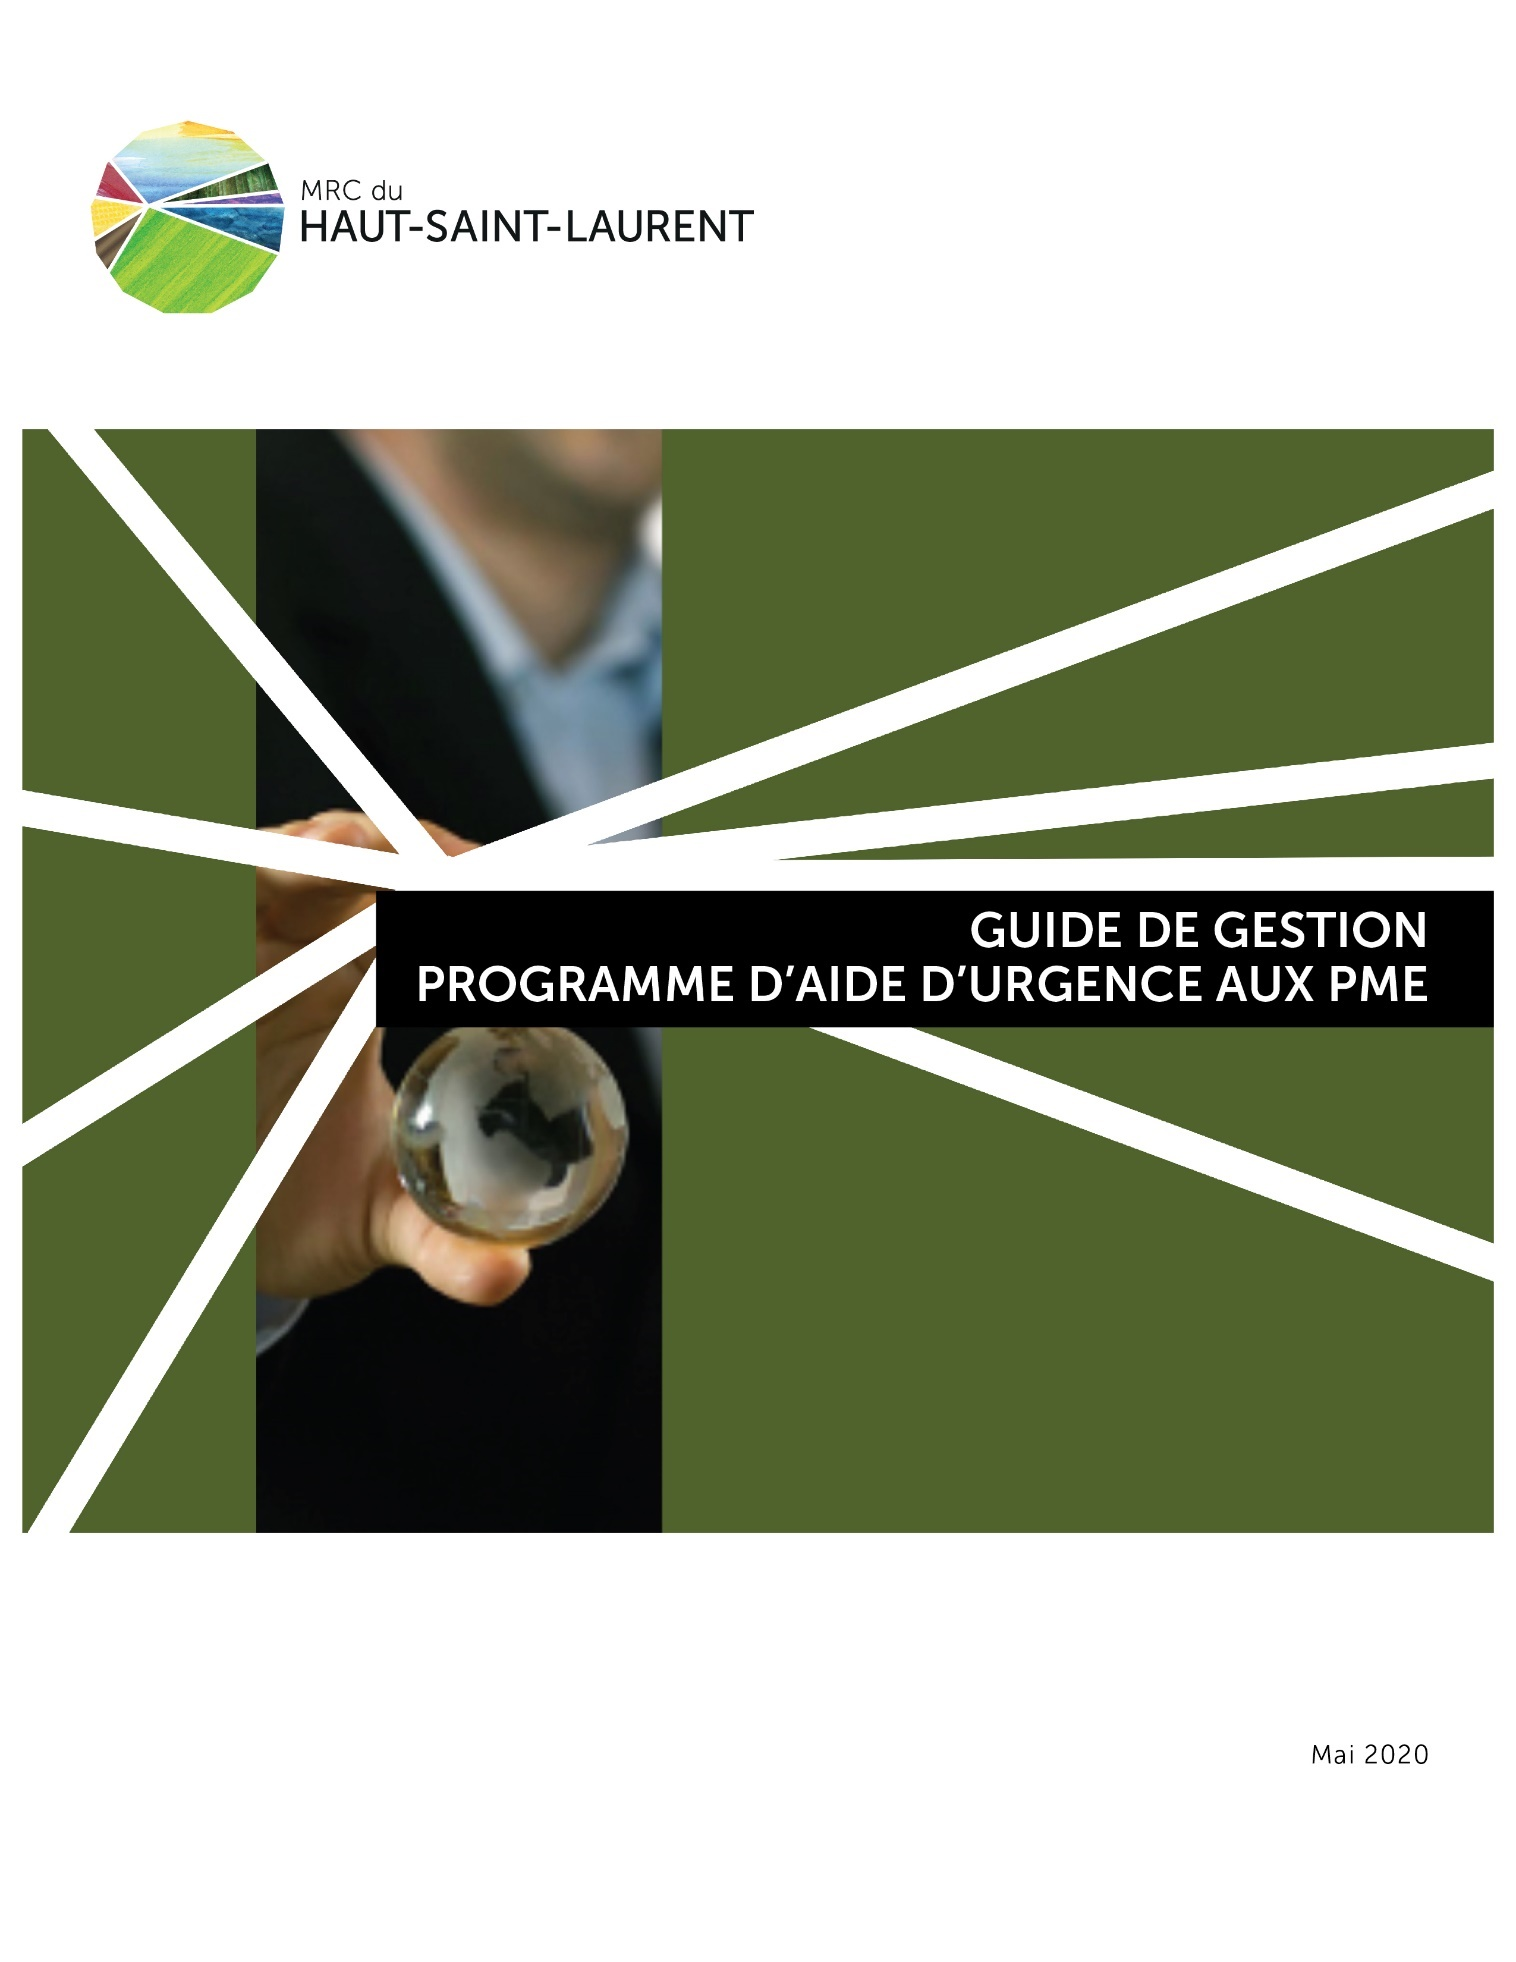 MRC du
HAUT-SAINT-LAURENT
GUIDE DE GESTION
PROGRAMME D’AIDE D’URGENCE AUX PME
Mai 2020